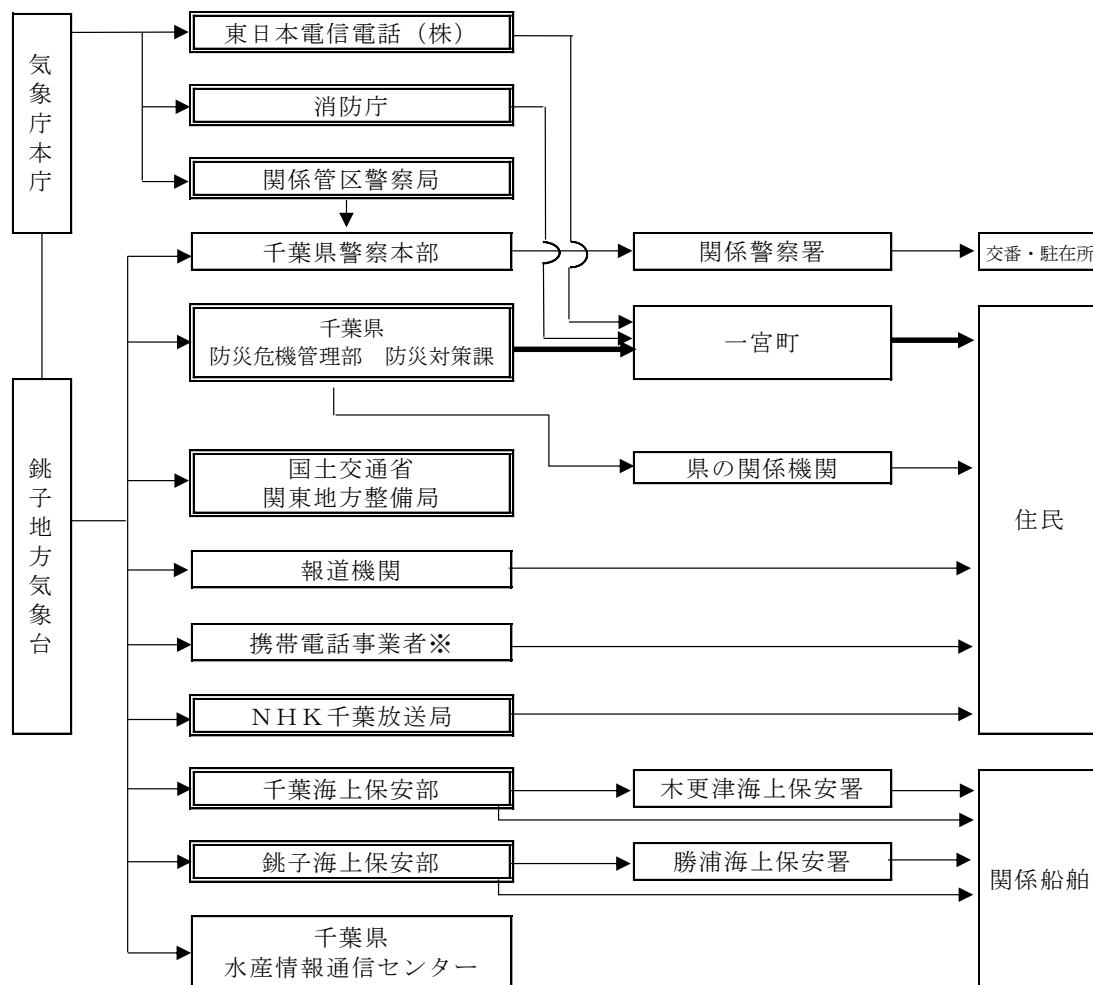 気象庁本庁
銚子地方気象台
東日本電信電話（株）
消防庁
関係管区警察局
千葉県警察本部
関係警察署
交番・駐在所
千葉県
防災危機管理部　防災対策課
一宮町
国土交通省
関東地方整備局
県の関係機関
住民
報道機関
携帯電話事業者※
ＮＨＫ千葉放送局
千葉海上保安部
木更津海上保安署
銚子海上保安部
勝浦海上保安署
関係船舶
千葉県
水産情報通信センター